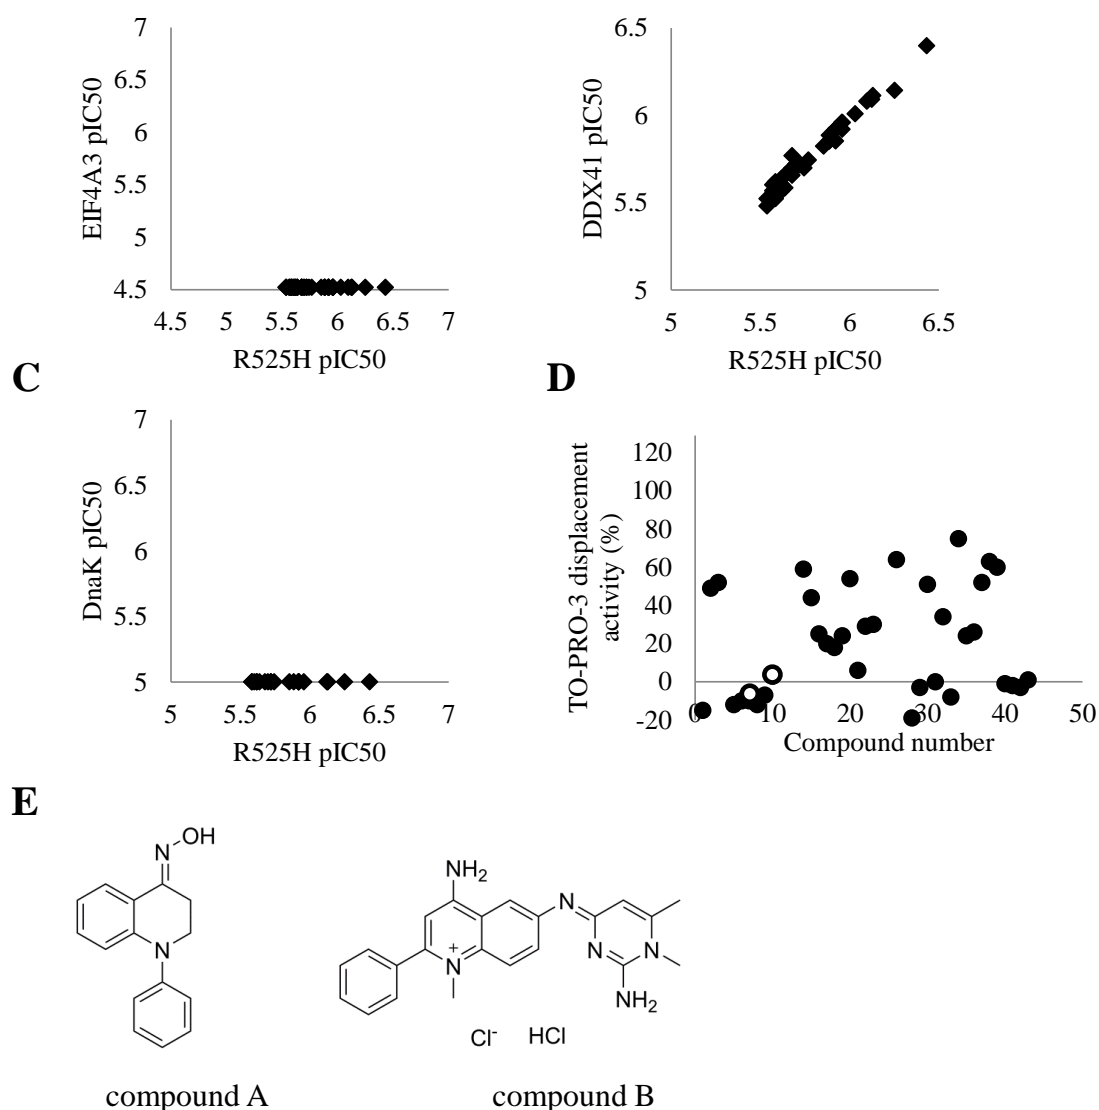 7
6.5
6
5.5
5
4.5
4.5 5 5.5 6 6.5 7
EIF4A3 pIC50
R525H pIC50
6.5
6
5.5
5
5 5.5 6 6.5
DDX41 pIC50
R525H pIC50
C
7
6.5
6
5.5
5
5 5.5 6 6.5 7
DnaK pIC50
R525H pIC50
D
120
100
80
60
40
20
0
-20
0 10 20 30 40 50
TO-PRO-3 displacement
activity (%)
Compound number
E
OH
N
N
compound A
NH2
N
N
N
N+
NH2
Cl- HCl
compound B